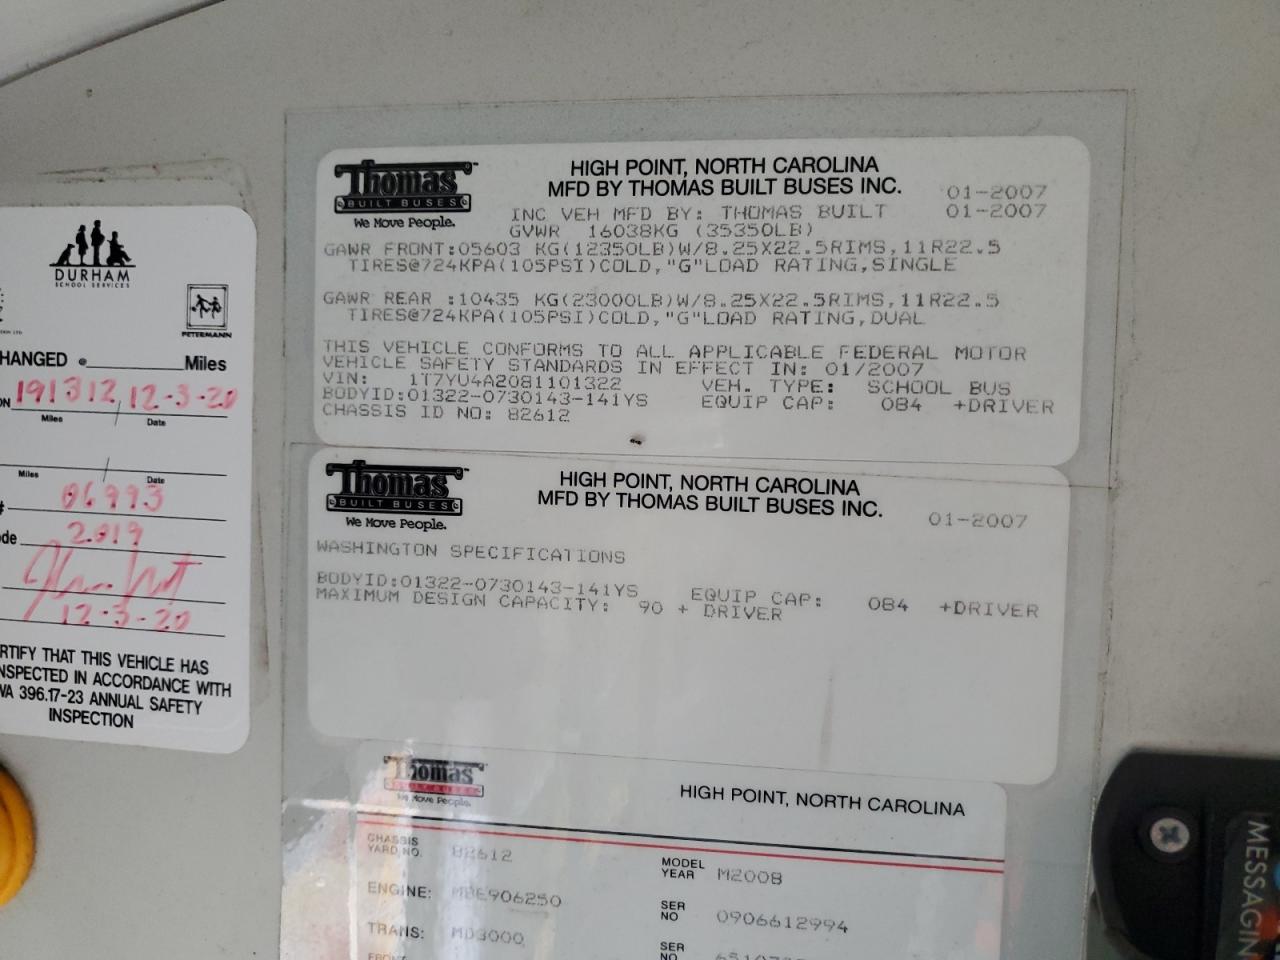 DURHAM
SCHOOL SERVICES
PETERMANN
HANGED Miles
ON 191312 12-3-20
Miles Date
Miles Date
# 06993
de 2019
12-3-20
RTIFY THAT THIS VEHICLE HAS
NSPECTED IN ACCORDANCE WITH
WA 396.17-23 ANNUAL SAFETY
INSPECTION
Thomas
BUILT BUSES
We Move People.
HIGH POINT, NORTH CAROLINA
MFD BY THOMAS BUILT BUSES INC. 01-2007
INC VEH MFD BY: THOMAS BUILT 01-2007
GVWR 16038KG (35350LB)
GAWR FRONT:05603 KG(12350LB)W/8.25X22.5RIMS,11R22.5
TIRES@724KPA(105PSI)COLD,"G"LOAD RATING,SINGLE
GAWR REAR :10435 KG(23000LB)W/8.25X22.5RIMS,11R22.5
TIRES@724KPA(105PSI)COLD,"G"LOAD RATING,DUAL
THIS VEHICLE CONFORMS TO ALL APPLICABLE FEDERAL MOTOR
VEHICLE SAFETY STANDARDS IN EFFECT IN: 01/2007
VIN: 1T7YU4A2081101322 VEH. TYPE: SCHOOL BUS
BODYID:01322-0730143-141YS EQUIP CAP: 084 +DRIVER
CHASSIS ID NO: 82612
Thomas
BUILT BUSES
We Move People.
HIGH POINT, NORTH CAROLINA
MFD BY THOMAS BUILT BUSES INC. 01-2007
WASHINGTON SPECIFICATIONS
BODYID:01322-0730143-141YS EQUIP CAP: 084 +DRIVER
MAXIMUM DESIGN CAPACITY: 90 + DRIVER
Thomas
BUILT BUSES
We Move People.
HIGH POINT, NORTH CAROLINA
CHASSIS
YARD NO. 82612
MODEL
YEAR M2008
ENGINE: MBE906250
SER
NO 0906612994
TRANS: MD3000
SER
NO
FRONT
MESSAGIN